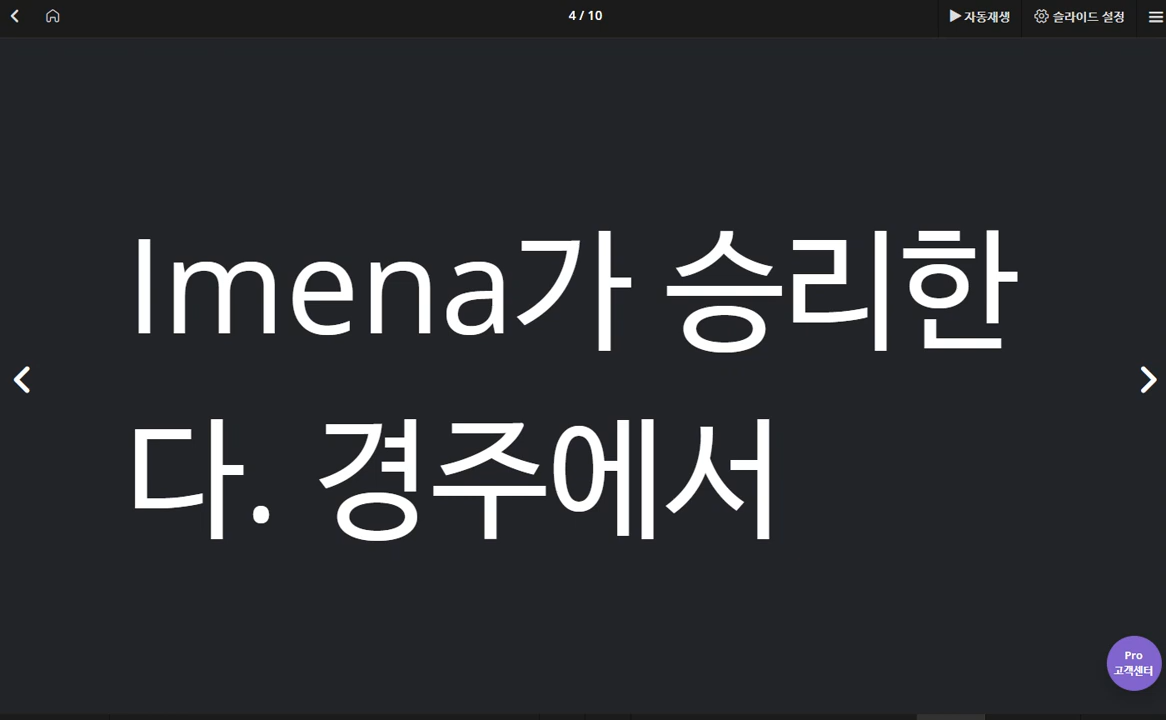 4 / 10
▶ 자동재생
슬라이드 설정
Imena가 승리한
다. 경주에서
Pro
고객센터